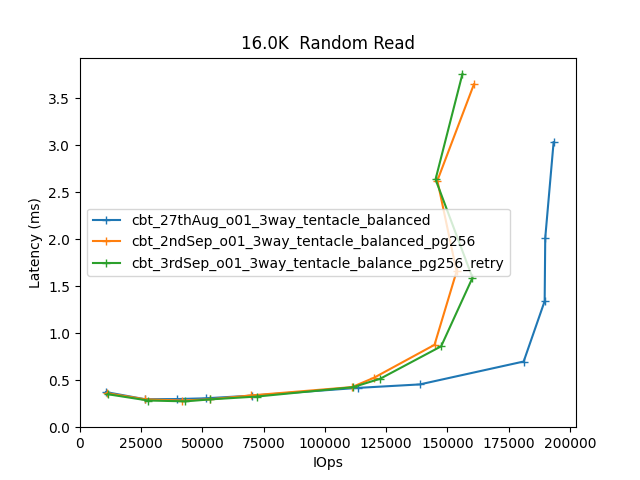 16.0K  Random Read
Latency (ms)
3.5
3.0
2.5
2.0
1.5
1.0
0.5
0.0
cbt_27thAug_o01_3way_tentacle_balanced
cbt_2ndSep_o01_3way_tentacle_balanced_pg256
cbt_3rdSep_o01_3way_tentacle_balance_pg256_retry
0 25000 50000 75000 100000 125000 150000 175000 200000
IOps